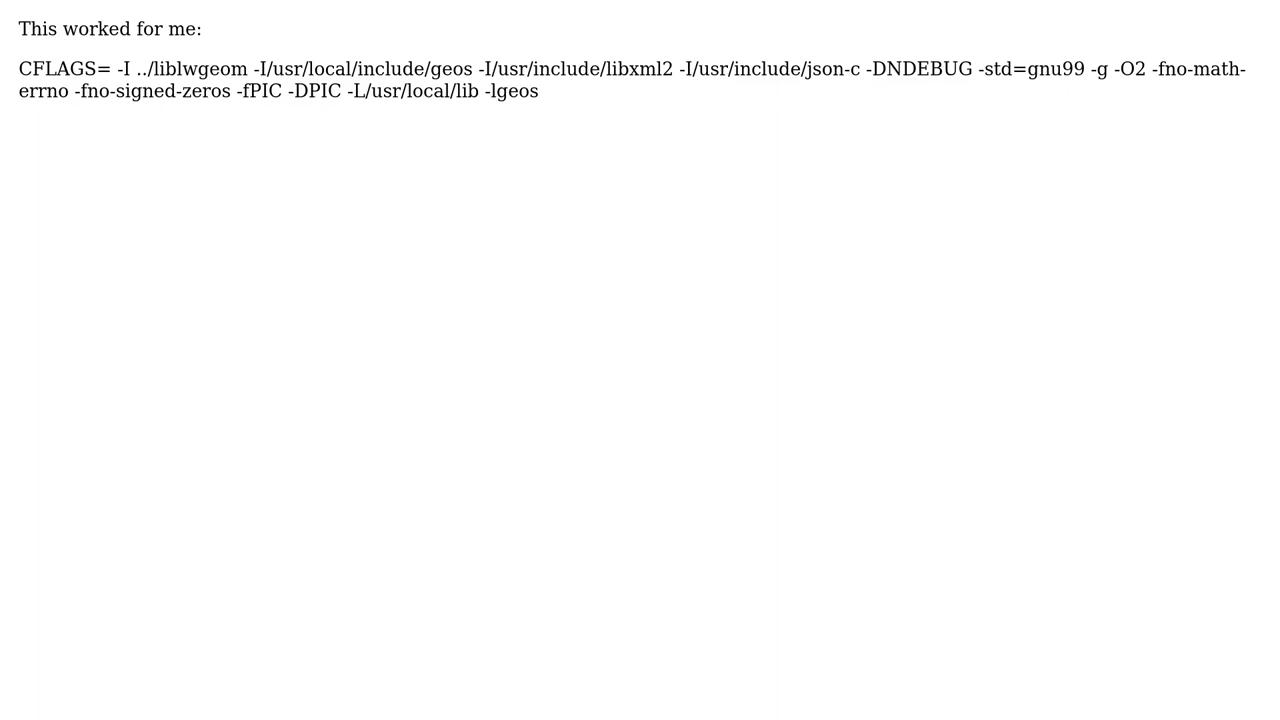 This worked for me:
CFLAGS= -I ../liblwgeom -I/usr/local/include/geos -I/usr/include/libxml2 -I/usr/include/json-c -DNDEBUG -std=gnu99 -g -O2 -fno-math-
errno -fno-signed-zeros -fPIC -DPIC -L/usr/local/lib -lgeos